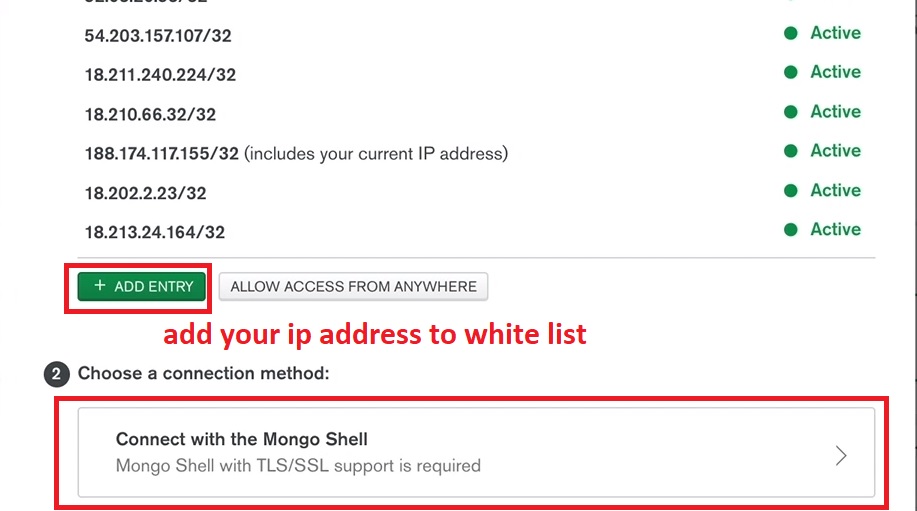 54.203.157.107/32 Active
18.211.240.224/32 Active
18.210.66.32/32 Active
188.174.117.155/32 (includes your current IP address) Active
18.202.2.23/32 Active
18.213.24.164/32 Active
+ ADD ENTRY ALLOW ACCESS FROM ANYWHERE
add your ip address to white list
2 Choose a connection method:
Connect with the Mongo Shell
Mongo Shell with TLS/SSL support is required